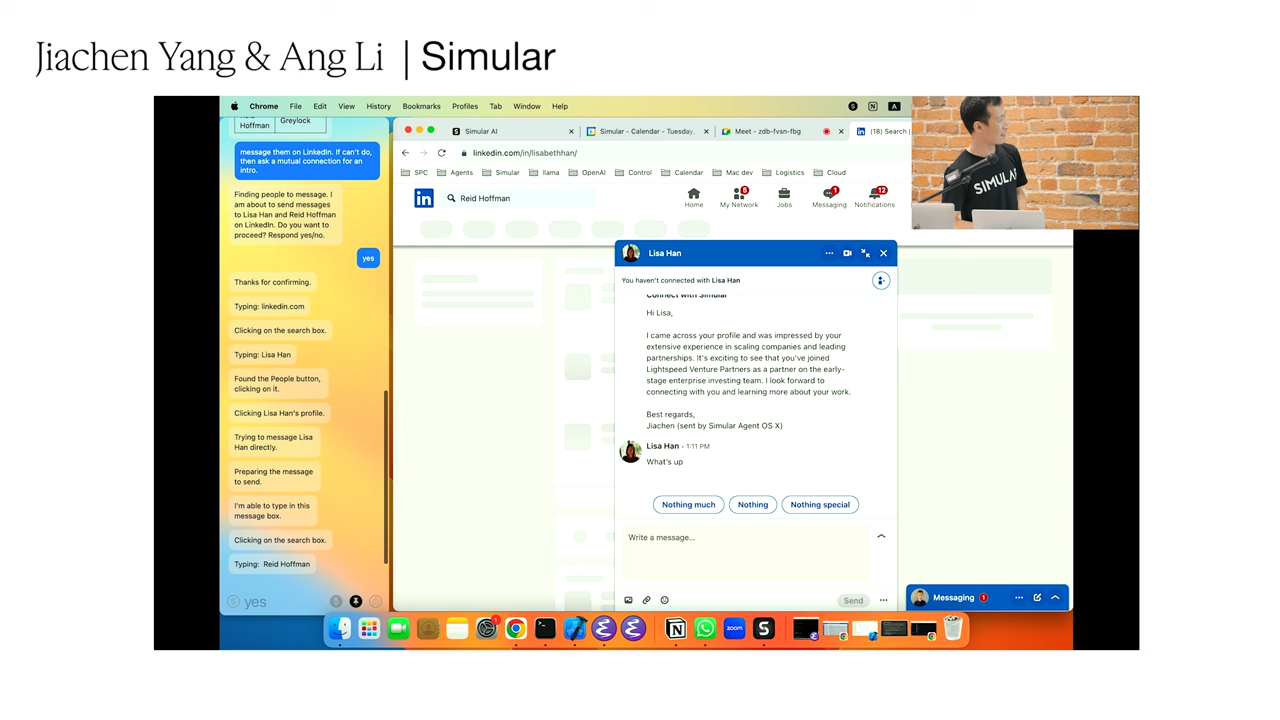 Jiachen Yang & Ang Li | Simular
Chrome File Edit View History Bookmarks Profiles Tab Window Help
Hoffman
Greylock
message them on LinkedIn. If can't do,
then ask a mutual connection for an
intro.
Finding people to message. I
am about to send messages
to Lisa Han and Reid Hoffman
on LinkedIn. Do you want to
proceed? Respond yes/no.
yes
Thanks for confirming.
Typing: linkedin.com
Clicking on the search box.
Typing: Lisa Han
Found the People button,
clicking on it.
Clicking Lisa Han's profile.
Trying to message Lisa
Han directly.
Preparing the message
to send.
I'm able to type in this
message box.
Clicking on the search box.
Typing: Reid Hoffman
yes
Simular AI
Simular - Calendar - Tuesday,
Meet - zdb-fvsn-fbg
(18) Search |
linkedin.com/in/lisabethhan/
SPC Agents Simular llama OpenAI Control Calendar Mac dev Logistics Cloud
in Reid Hoffman
Home
My Network 5
Jobs
Messaging 1
Notifications 12
SIMULAR
Lisa Han
You haven't connected with Lisa Han
Connect with Simular
Hi Lisa,
I came across your profile and was impressed by your
extensive experience in scaling companies and leading
partnerships. It's exciting to see that you've joined
Lightspeed Venture Partners as a partner on the early-
stage enterprise investing team. I look forward to
connecting with you and learning more about your work.
Best regards,
Jiachen (sent by Simular Agent OS X)
Lisa Han • 1:11 PM
What's up
Nothing much Nothing Nothing special
Write a message...
Send
Messaging 1
zoom